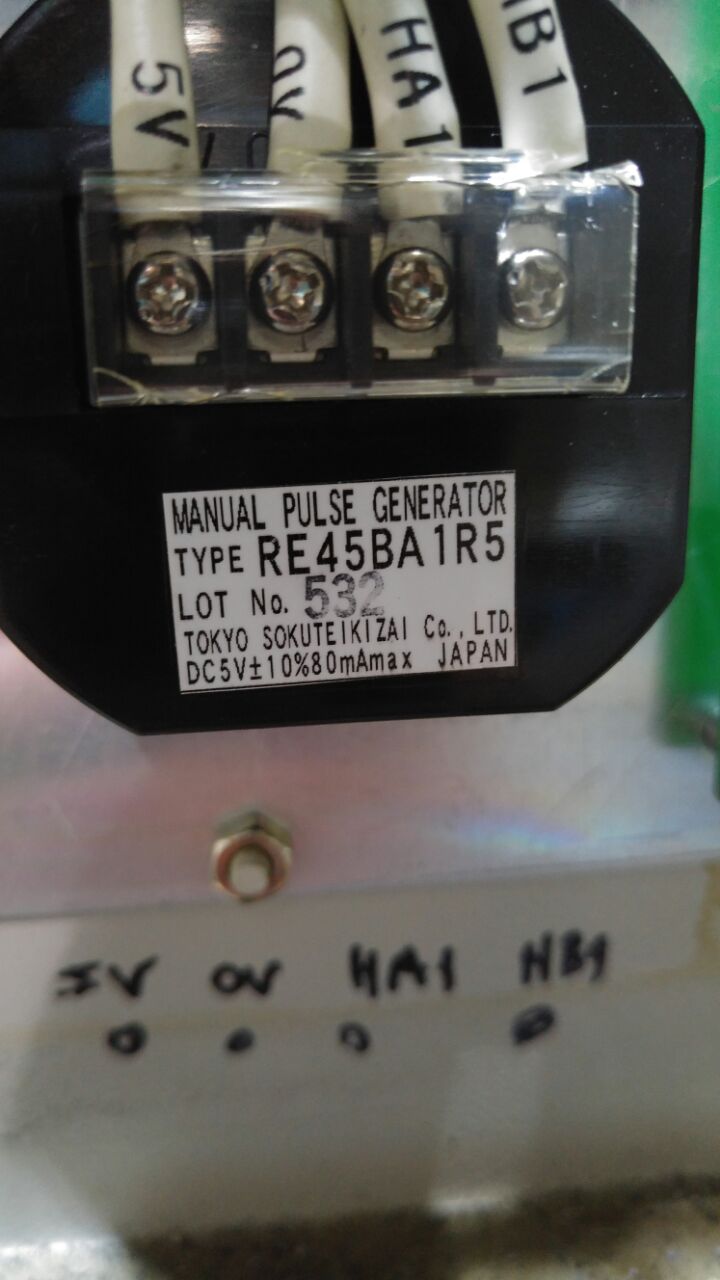 5V 0V HA1 HB1
MANUAL PULSE GENERATOR
TYPE RE45BA1R5
LOT No. 532
TOKYO SOKUTEIKIZAI Co., LTD.
DC5V±10%80mAmax JAPAN
5V 0V HA1 HB1